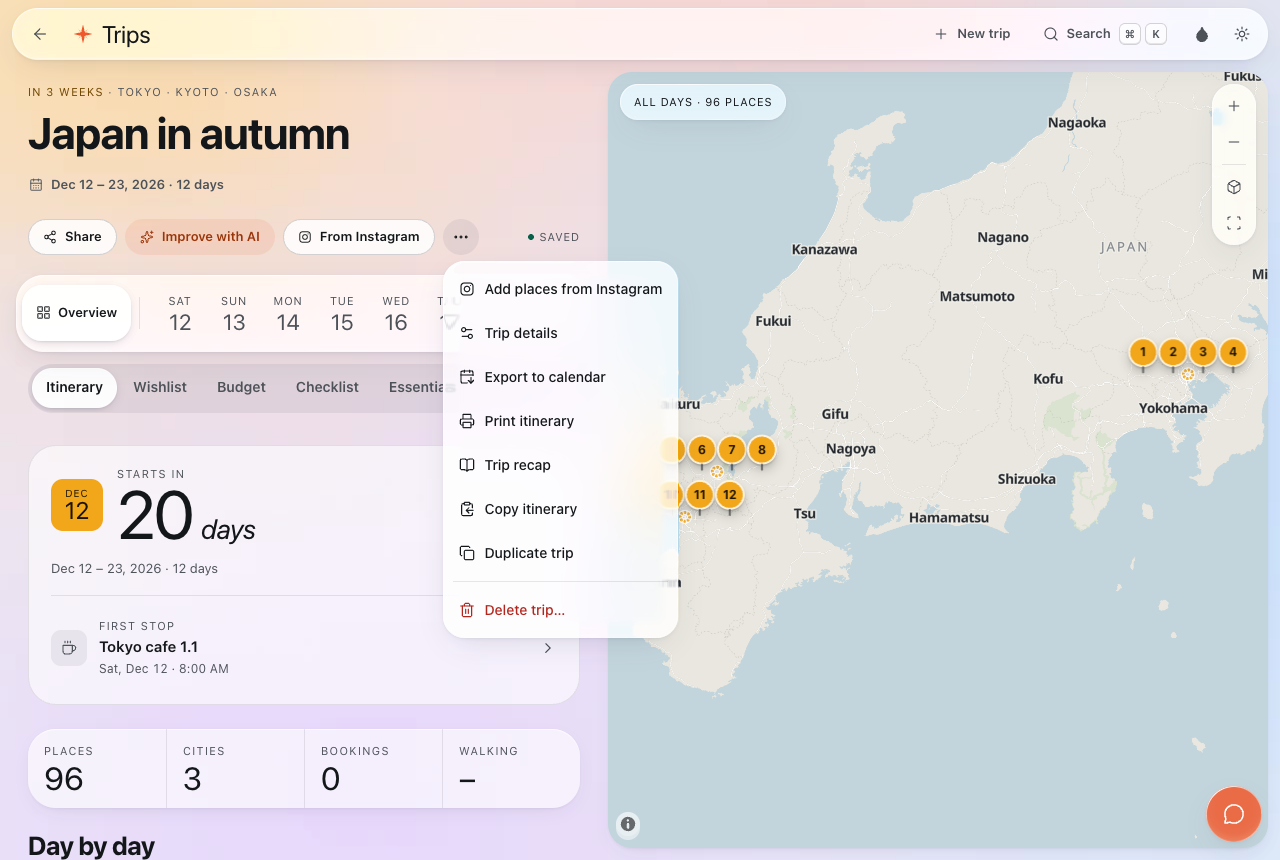 Trips
New trip
Search ⌘ K
IN 3 WEEKS · TOKYO · KYOTO · OSAKA
Japan in autumn
Dec 12 – 23, 2026 · 12 days
Share
Improve with AI
From Instagram
SAVED
Overview
SAT 12
SUN 13
MON 14
TUE 15
WED 16
Itinerary
Wishlist
Budget
Checklist
Add places from Instagram
Trip details
Export to calendar
Print itinerary
Trip recap
Copy itinerary
Duplicate trip
Delete trip...
DEC
12
STARTS IN
20 days
Dec 12 – 23, 2026 · 12 days
FIRST STOP
Tokyo cafe 1.1
Sat, Dec 12 · 8:00 AM
PLACES
96
CITIES
3
BOOKINGS
0
WALKING
–
Day by day
ALL DAYS · 96 PLACES
Nagaoka
Kanazawa
Nagano
JAPAN
Matsumoto
Fukui
1 2 3 4
Kofu
Yokohama
Gifu
Nagoya
6 7 8
Shizuoka
11 12
Tsu
Hamamatsu